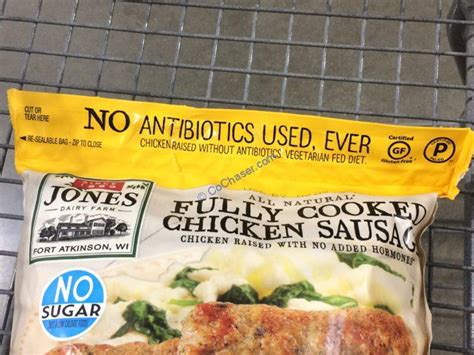 CUT OR
TEAR HERE
RE-SEALABLE BAG - ZIP TO CLOSE
NO ANTIBIOTICS USED, EVER
CHICKEN RAISED WITHOUT ANTIBIOTICS, VEGETARIAN FED DIET.
Certified
GF
Gluten-Free
P
JONES
DAIRY FARM
FORT ATKINSON, WI
ALL NATURAL
FULLY COOKED
CHICKEN SAUSAG
CHICKEN RAISED WITH NO ADDED HORMONES
NO
SUGAR
CoChaser.com